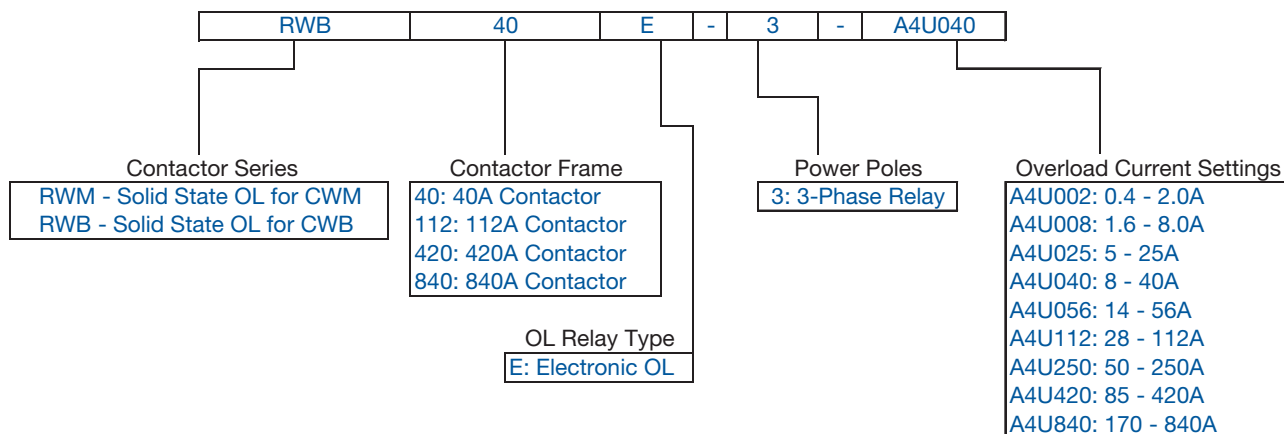 RWB 40 E - 3 - A4U040
Contactor Series
RWM - Solid State OL for CWM
RWB - Solid State OL for CWB
Contactor Frame
40: 40A Contactor
112: 112A Contactor
420: 420A Contactor
840: 840A Contactor
OL Relay Type
E: Electronic OL
Power Poles
3: 3-Phase Relay
Overload Current Settings
A4U002: 0.4 - 2.0A
A4U008: 1.6 - 8.0A
A4U025: 5 - 25A
A4U040: 8 - 40A
A4U056: 14 - 56A
A4U112: 28 - 112A
A4U250: 50 - 250A
A4U420: 85 - 420A
A4U840: 170 - 840A